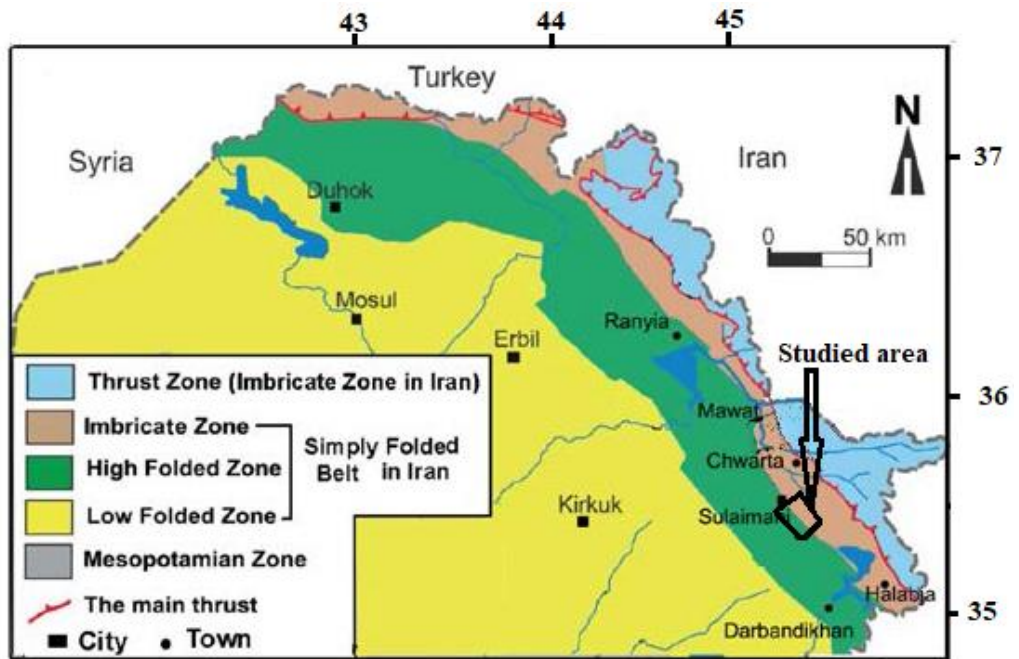 43
44
45
Turkey
N
Syria
Iran
37
Duhok
0 50 km
Mosul
Ranyia
Erbil
Studied area
36
Thrust Zone (Imbricate Zone in Iran)
Mawat
Imbricate Zone
Simply Folded
Belt in Iran
Chwarta
High Folded Zone
Kirkuk
Sulaimani
Low Folded Zone
Mesopotamian Zone
The main thrust
Halabja
35
City
Town
Darbandikhan